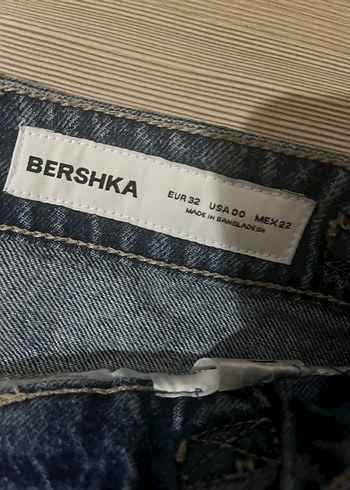 BERSHKA
EUR 32 USA 00 MEX 22
MADE IN BANGLADESH